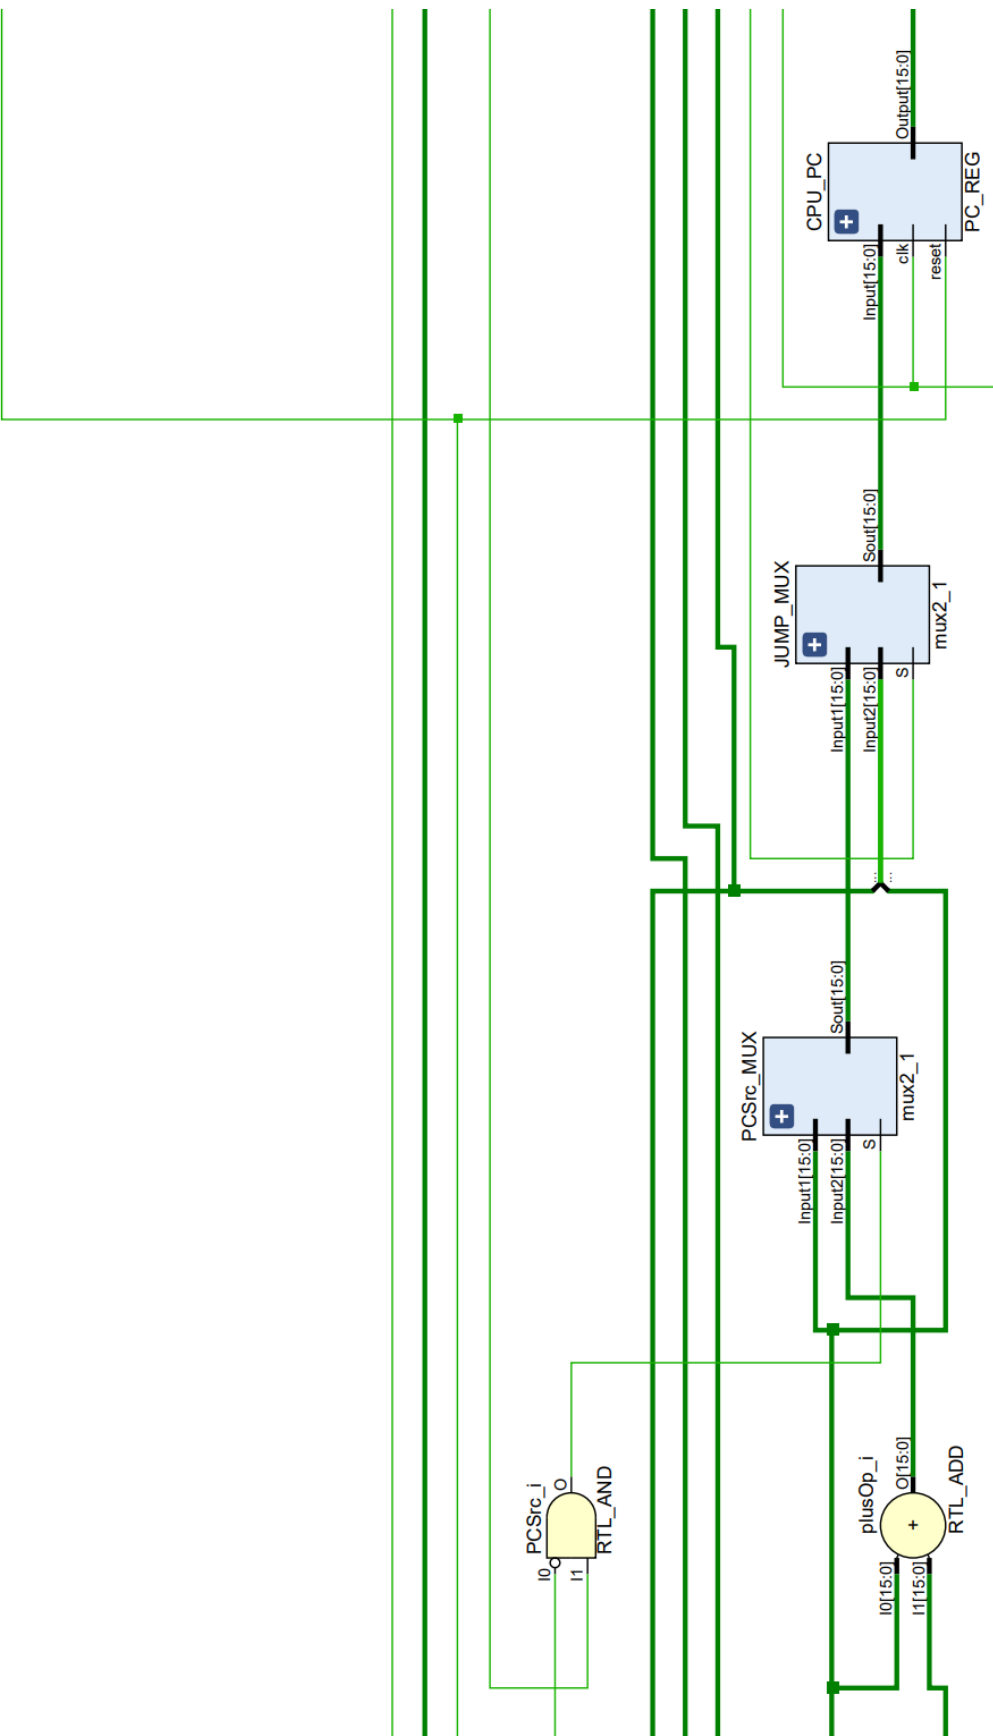 Output[15:0]
CPU_PC
PC_REG
Input[15:0]
clk
reset
Sout[15:0]
JUMP_MUX
mux2_1
Input1[15:0]
Input2[15:0]
S
Sout[15:0]
PCSrc_MUX
mux2_1
Input1[15:0]
Input2[15:0]
S
PCSrc_i
O
RTL_AND
I0
I1
plusOp_i
O[15:0]
RTL_ADD
+
I0[15:0]
I1[15:0]